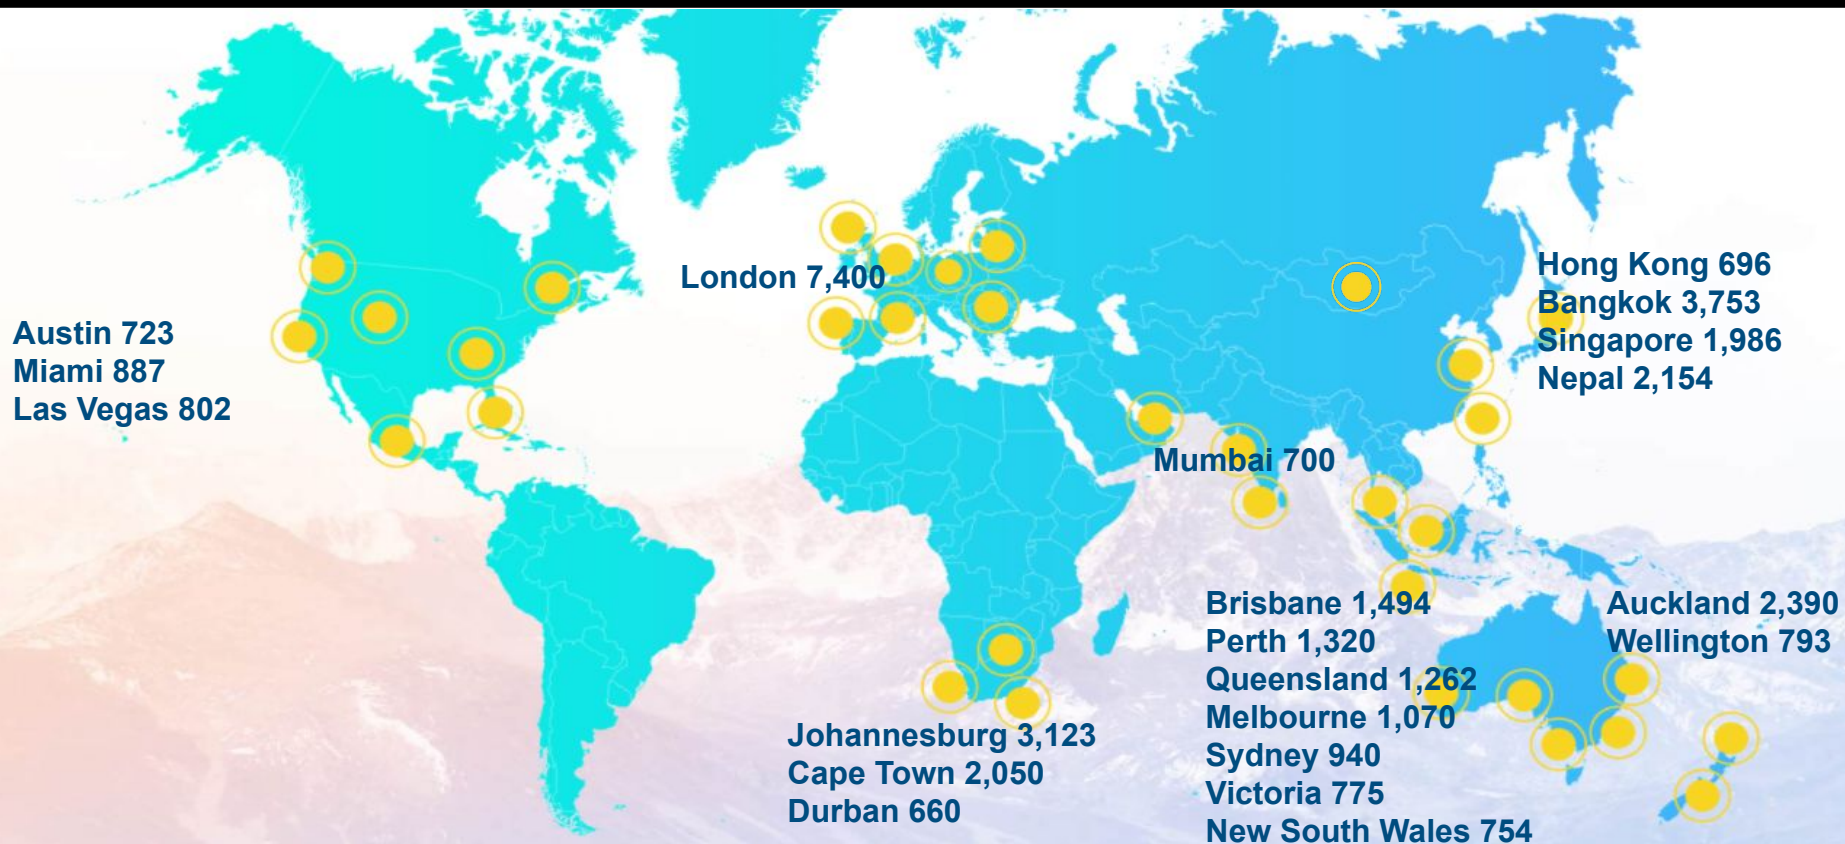 Austin 723
Miami 887
Las Vegas 802
London 7,400
Hong Kong 696
Bangkok 3,753
Singapore 1,986
Nepal 2,154
Mumbai 700
Johannesburg 3,123
Cape Town 2,050
Durban 660
Brisbane 1,494
Perth 1,320
Queensland 1,262
Melbourne 1,070
Sydney 940
Victoria 775
New South Wales 754
Auckland 2,390
Wellington 793